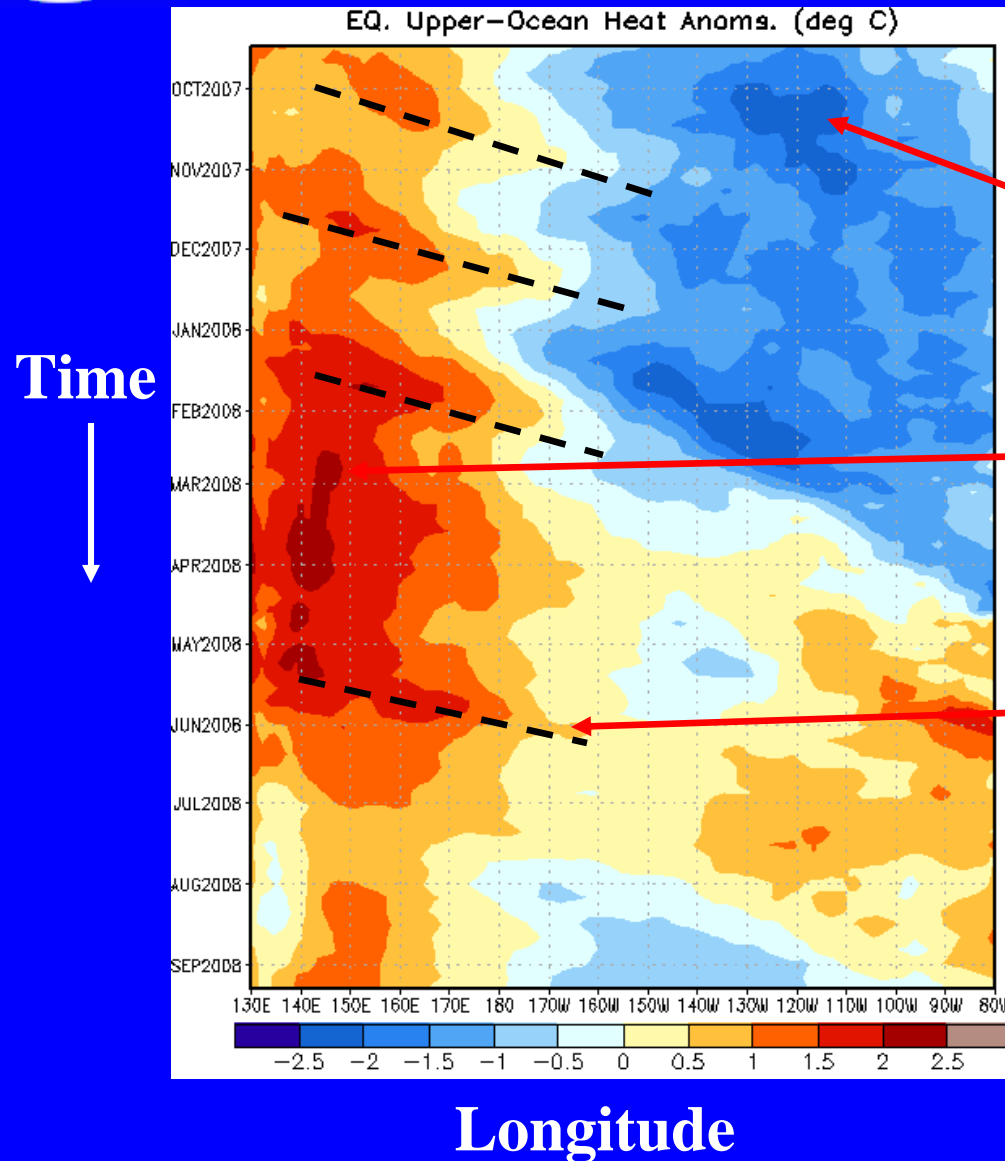 EQ. Upper-Ocean Heat Anoms. (deg C)
OCT2007
NOV2007
DEC2007
JAN2008
Time
FEB2008
MAR2008
APR2008
MAY2008
JUN2008
JUL2008
AUG2008
SEP2008
130E 140E 150E 160E 170E 180 170W 160W 150W 140W 130W 120W 110W 100W 90W 80W
-2.5 -2 -1.5 -1 -0.5 0 0.5 1 1.5 2 2.5
Longitude